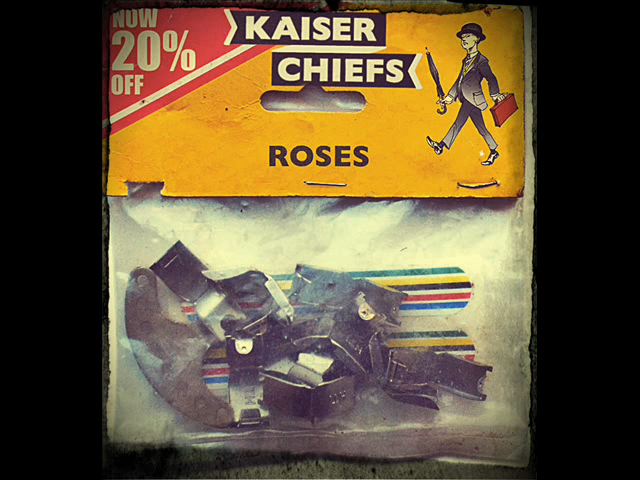 NOW
20%
OFF
KAISER
CHIEFS
ROSES